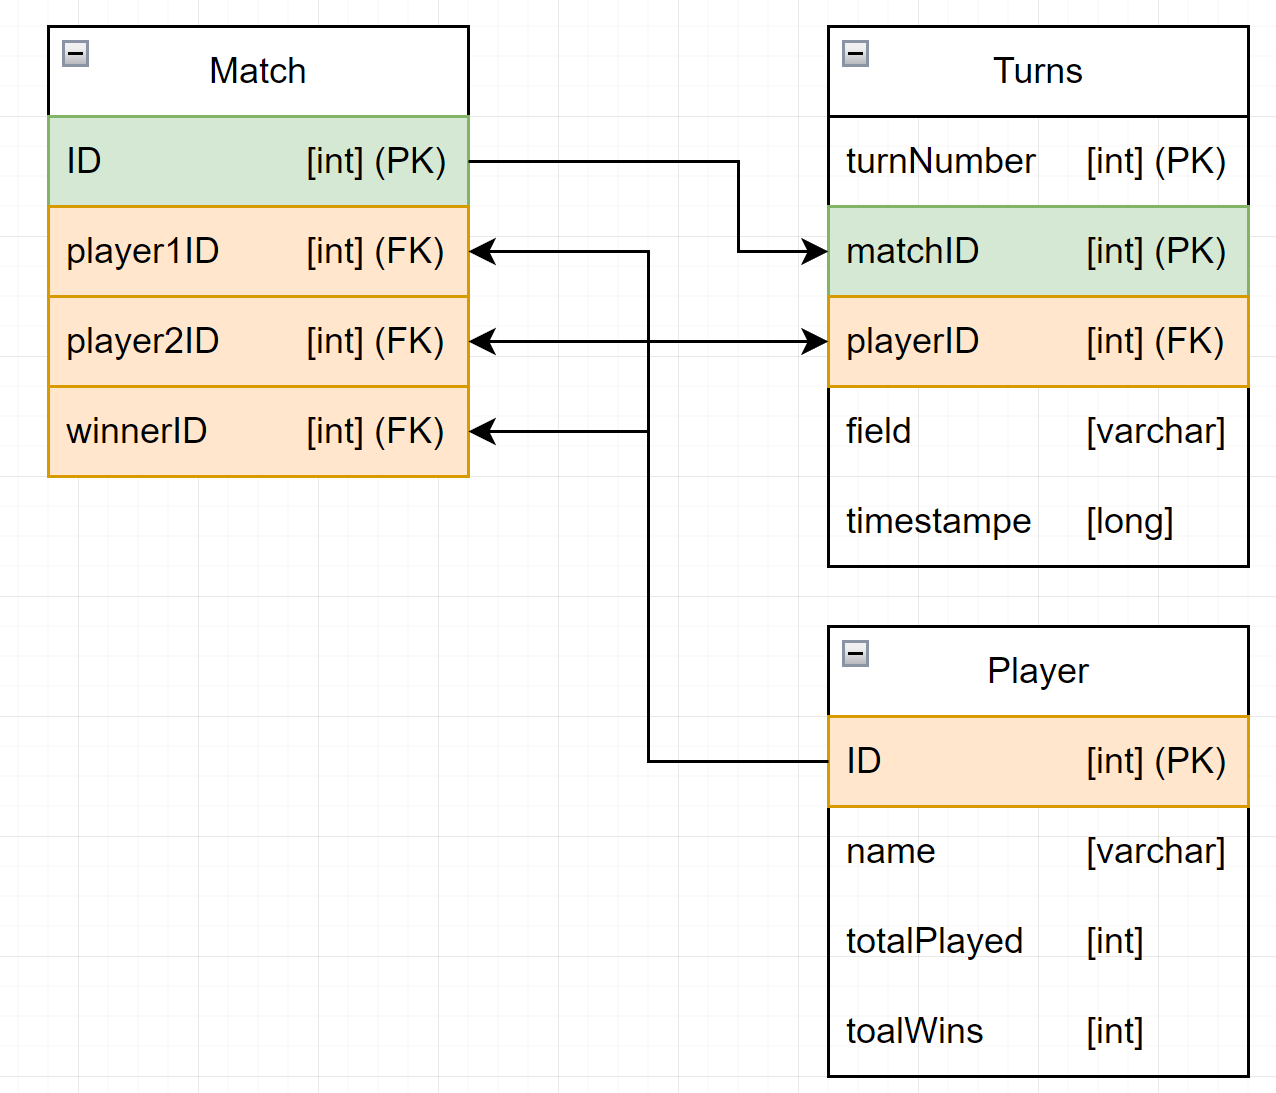 Match
ID [int] (PK)
player1ID [int] (FK)
player2ID [int] (FK)
winnerID [int] (FK)
Turns
turnNumber [int] (PK)
matchID [int] (PK)
playerID [int] (FK)
field [varchar]
timestampe [long]
Player
ID [int] (PK)
name [varchar]
totalPlayed [int]
toalWins [int]